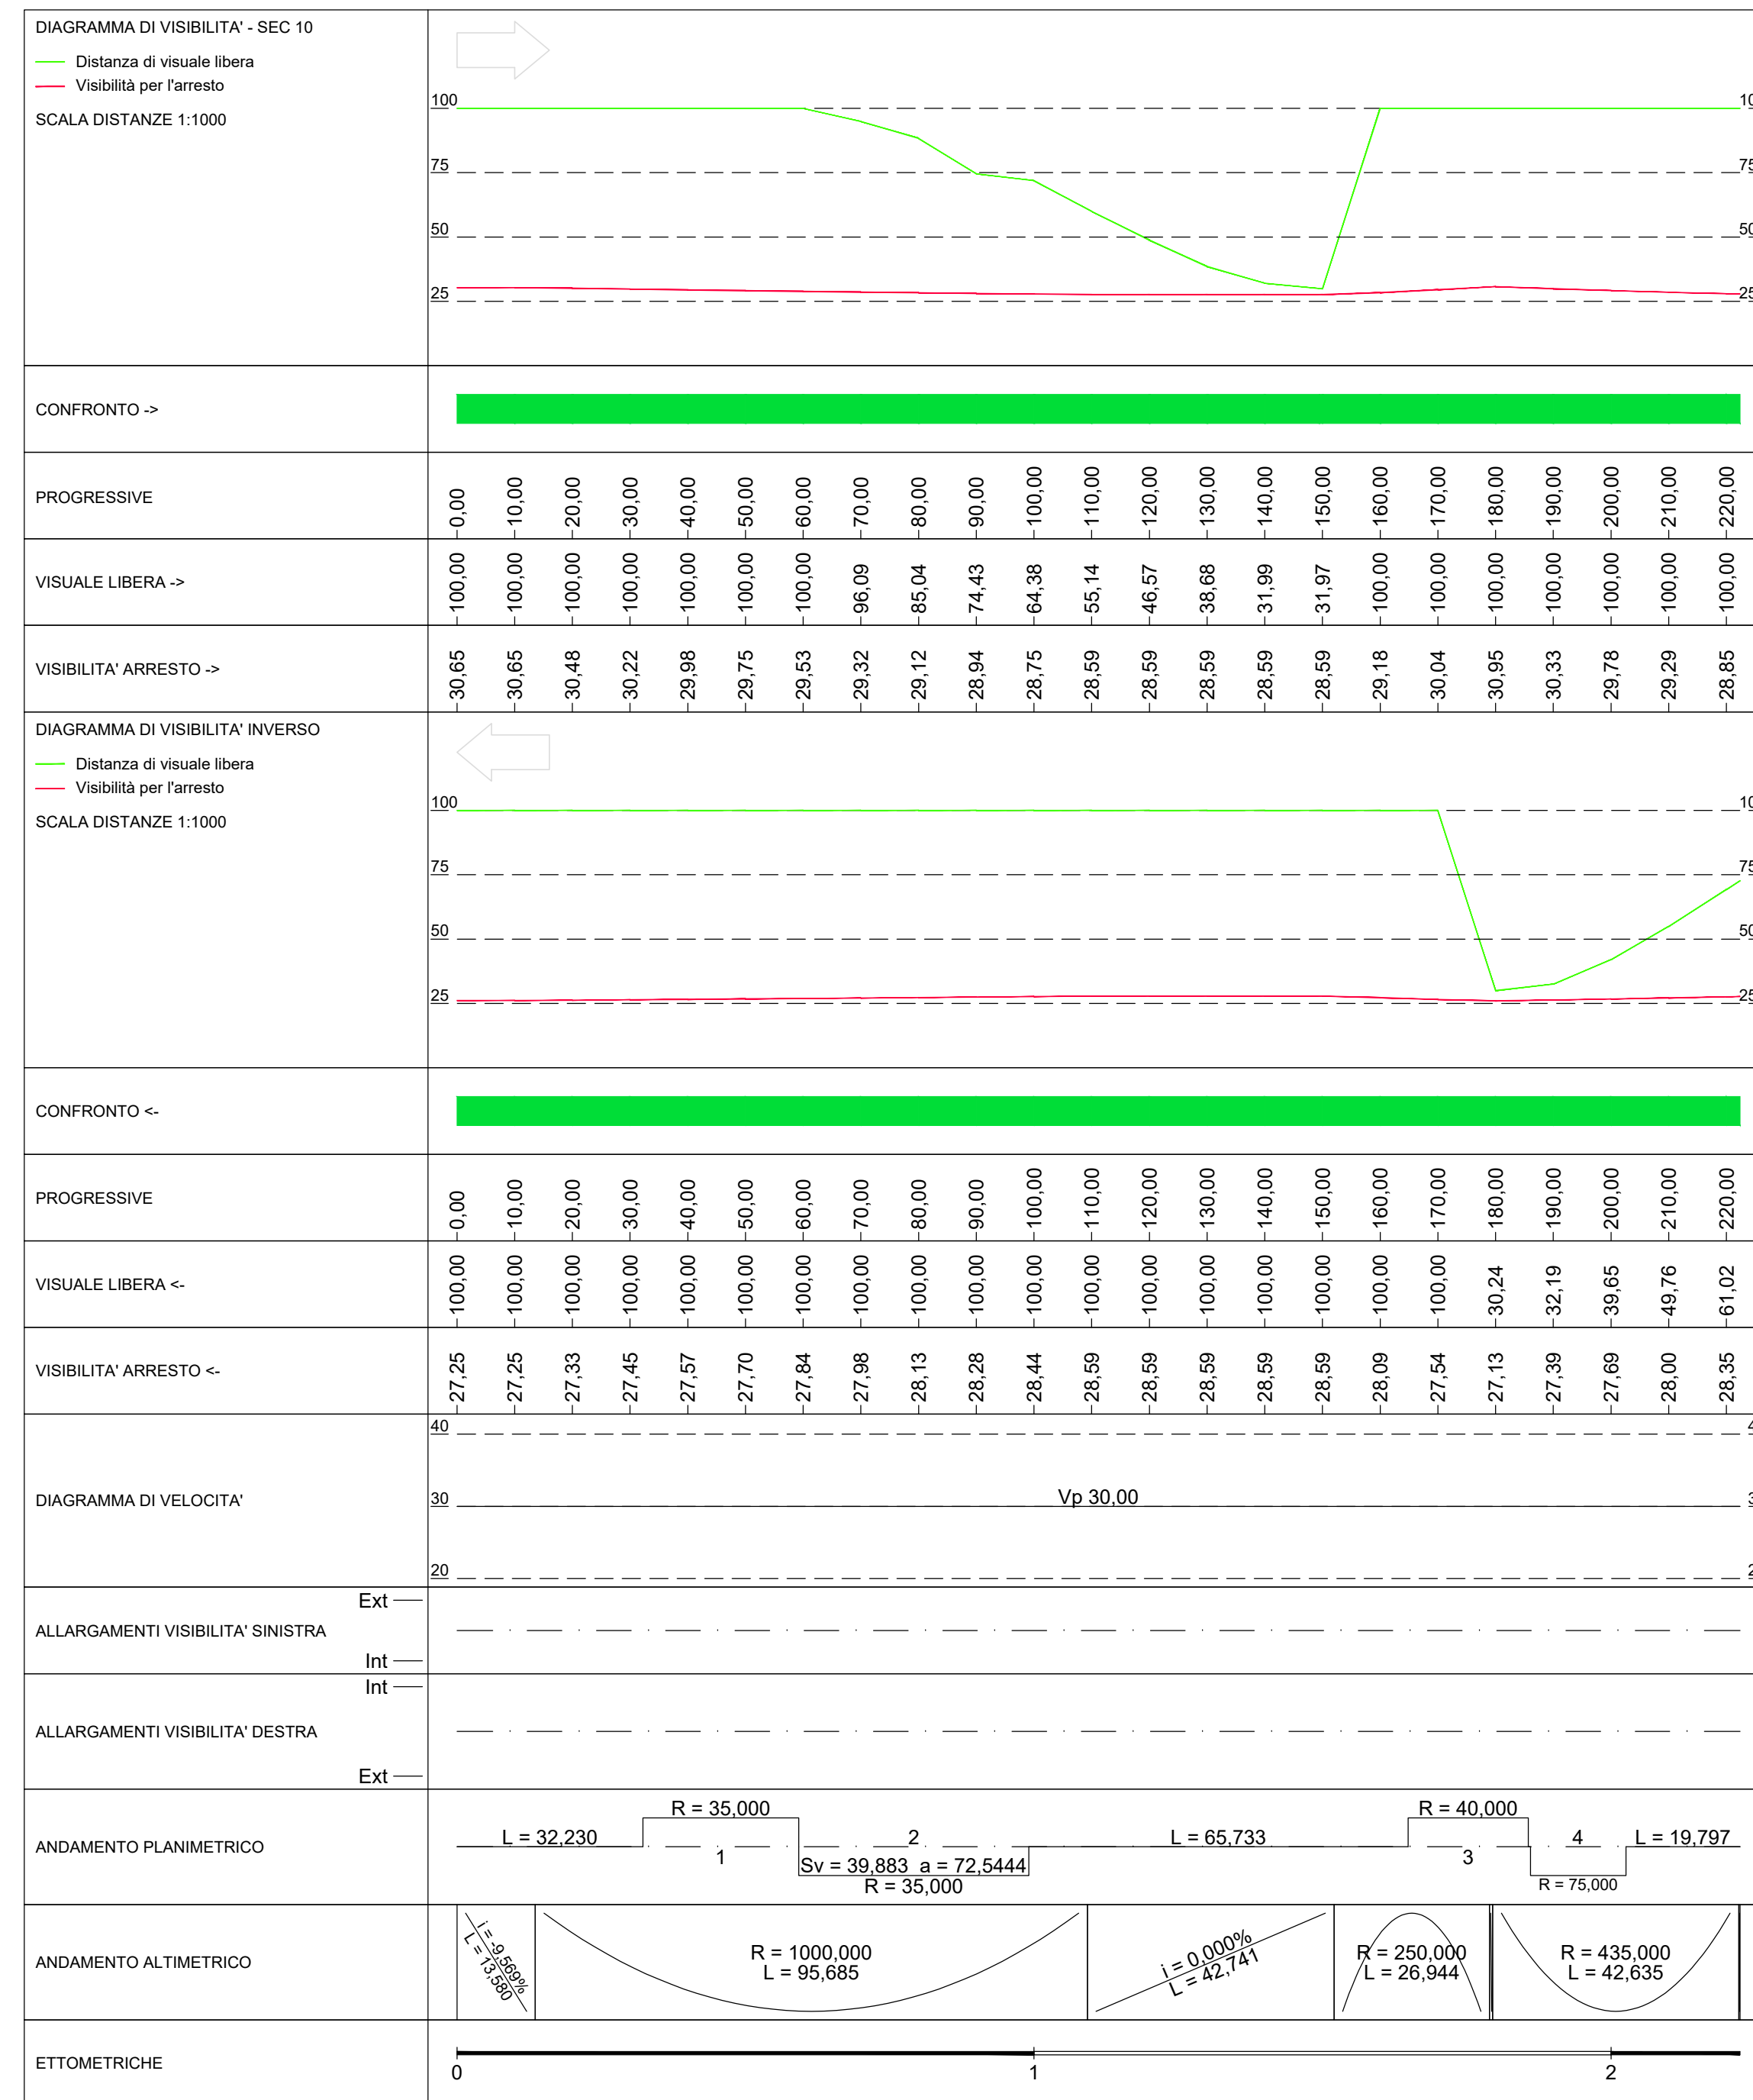 DIAGRAMMA DI VISIBILITA' - SEC 10
Distanza di visuale libera
Visibilità per l'arresto
SCALA DISTANZE 1:1000
100 10
75 75
50 50
25 25
CONFRONTO ->
PROGRESSIVE 0,00 10,00 20,00 30,00 40,00 50,00 60,00 70,00 80,00 90,00 100,00 110,00 120,00 130,00 140,00 150,00 160,00 170,00 180,00 190,00 200,00 210,00 220,00
VISUALE LIBERA -> 100,00 100,00 100,00 100,00 100,00 100,00 100,00 96,09 85,04 74,43 64,38 55,14 46,57 38,68 31,99 31,97 100,00 100,00 100,00 100,00 100,00 100,00 100,00
VISIBILITA' ARRESTO -> 30,65 30,65 30,48 30,22 29,98 29,75 29,53 29,32 29,12 28,94 28,75 28,59 28,59 28,59 28,59 28,59 29,18 30,04 30,95 30,33 29,78 29,29 28,85
DIAGRAMMA DI VISIBILITA' INVERSO
Distanza di visuale libera
Visibilità per l'arresto
SCALA DISTANZE 1:1000
100 10
75 75
50 50
25 25
CONFRONTO <-
PROGRESSIVE 0,00 10,00 20,00 30,00 40,00 50,00 60,00 70,00 80,00 90,00 100,00 110,00 120,00 130,00 140,00 150,00 160,00 170,00 180,00 190,00 200,00 210,00 220,00
VISUALE LIBERA <- 100,00 100,00 100,00 100,00 100,00 100,00 100,00 100,00 100,00 100,00 100,00 100,00 100,00 100,00 100,00 100,00 100,00 100,00 30,24 32,19 39,65 49,76 61,02
VISIBILITA' ARRESTO <- 27,25 27,25 27,33 27,45 27,57 27,70 27,84 27,98 28,13 28,28 28,44 28,59 28,59 28,59 28,59 28,59 28,09 27,54 27,13 27,39 27,69 28,00 28,35
DIAGRAMMA DI VELOCITA'
40
30 Vp 30,00
20
Ext
ALLARGAMENTI VISIBILITA' SINISTRA
Int
Int
ALLARGAMENTI VISIBILITA' DESTRA
Ext
ANDAMENTO PLANIMETRICO
R = 35,000 R = 40,000
L = 32,230 2 L = 65,733 4 L = 19,797
1 3
Sv = 39,883 a = 72,5444
R = 35,000 R = 75,000
ANDAMENTO ALTIMETRICO
i = -9,569%
L = 13,580
R = 1000,000
L = 95,685
i = 0,000%
L = 42,741
R = 250,000
L = 26,944
R = 435,000
L = 42,635
ETTOMETRICHE
0 1 2